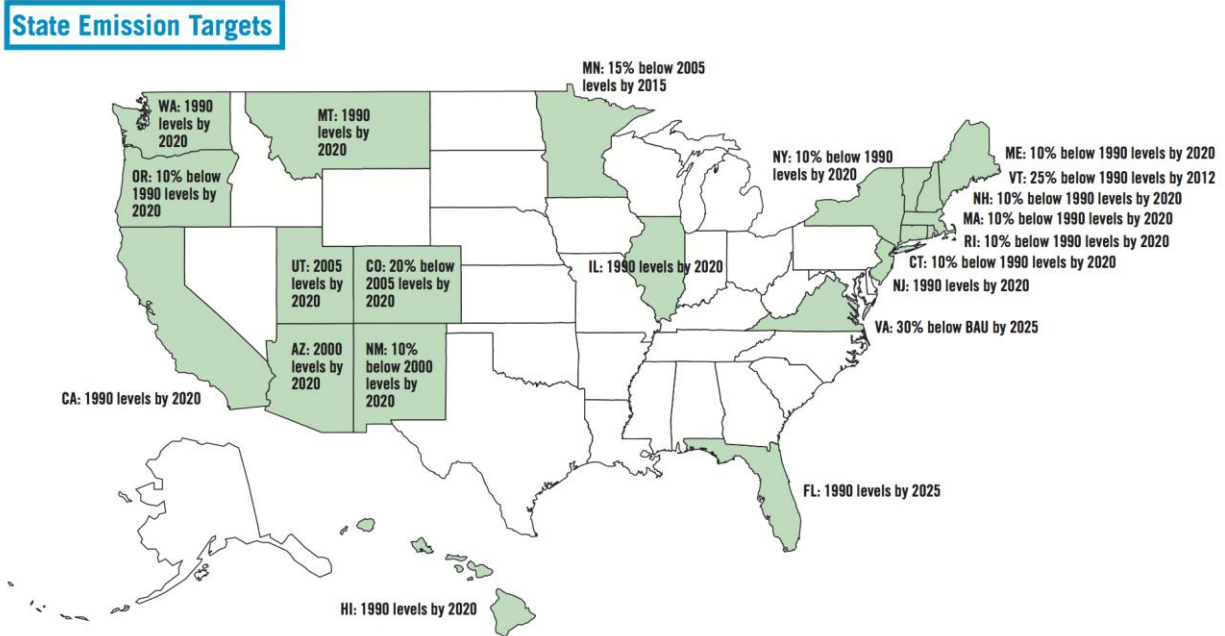 State Emission Targets
MN: 15% below 2005
levels by 2015
WA: 1990
levels by
2020
MT: 1990
levels by
2020
OR: 10% below
1990 levels by
2020
NY: 10% below 1990
levels by 2020
ME: 10% below 1990 levels by 2020
VT: 25% below 1990 levels by 2012
NH: 10% below 1990 levels by 2020
MA: 10% below 1990 levels by 2020
RI: 10% below 1990 levels by 2020
CT: 10% below 1990 levels by 2020
NJ: 1990 levels by 2020
UT: 2005
levels by
2020
CO: 20% below
2005 levels by
2020
IL: 1990 levels by 2020
VA: 30% below BAU by 2025
AZ: 2000
levels by
2020
NM: 10%
below 2000
levels by
2020
CA: 1990 levels by 2020
FL: 1990 levels by 2025
HI: 1990 levels by 2020